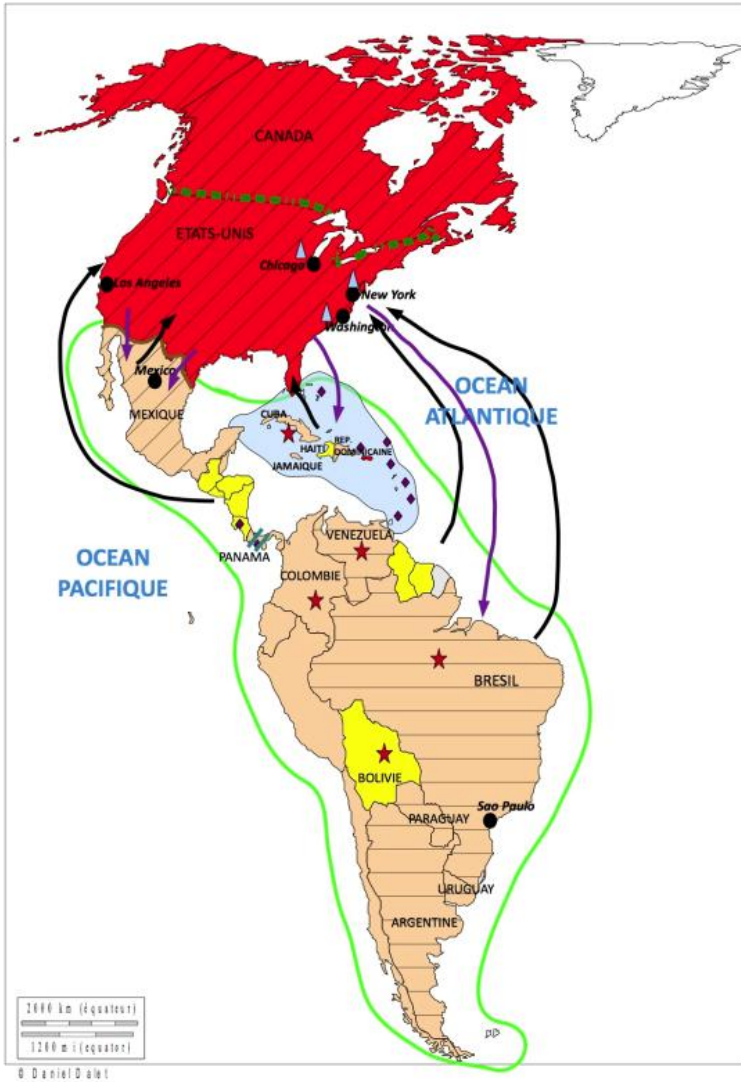 CANADA
ETATS-UNIS
Chicago
Los Angeles
New York
Washington
Mexico
MEXIQUE
OCEAN
ATLANTIQUE
CUBA
HAITI
REP.
DOMINICAINE
JAMAIQUE
OCEAN
PACIFIQUE
PANAMA
VENEZUELA
COLOMBIE
BRESIL
BOLIVIE
Sao Paulo
PARAGUAY
URUGUAY
ARGENTINE
2000 km (équateur)
1200 mi (equator)
© Daniel Dalet